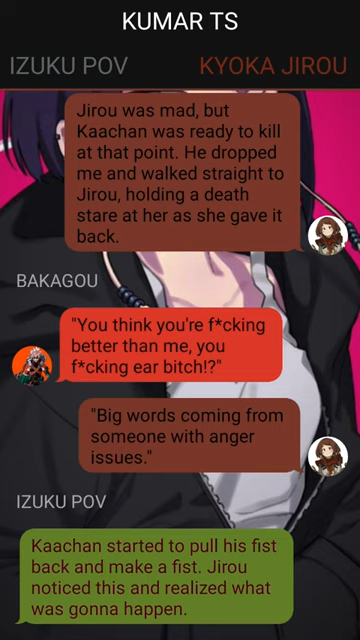 KUMAR TS
IZUKU POV
KYOKA JIROU
Jirou was mad, but
Kaachan was ready to kill
at that point. He dropped
me and walked straight to
Jirou, holding a death
stare at her as she gave it
back.
BAKAGOU
"You think you're f*cking
better than me, you
f*cking ear bitch!?"
"Big words coming from
someone with anger
issues."
IZUKU POV
Kaachan started to pull his fist
back and make a fist. Jirou
noticed this and realized what
was gonna happen.